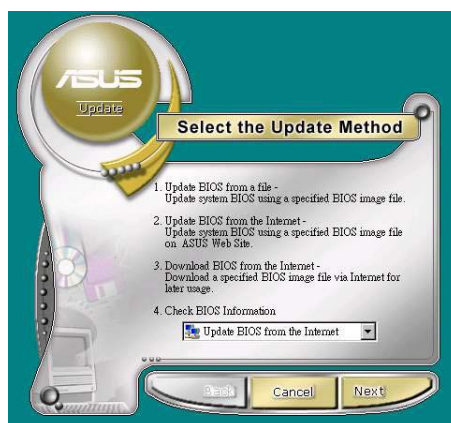 ASUS
Update
Select the Update Method
1. Update BIOS from a file -
Update system BIOS using a specified BIOS image file.
2. Update BIOS from the Internet -
Update system BIOS using a specified BIOS image file
on ASUS Web Site.
3. Download BIOS from the Internet -
Download a specified BIOS image file via Internet for
later usage.
4. Check BIOS Information
Update BIOS from the Internet
Back Cancel Next